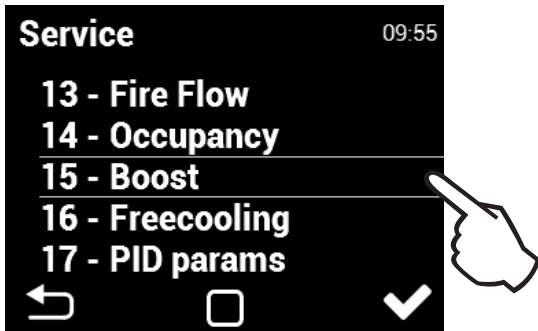 Service 09:55
13 - Fire Flow
14 - Occupancy
15 - Boost
16 - Freecooling
17 - PID params